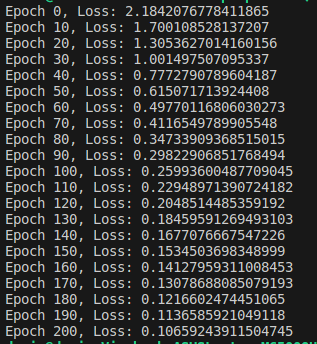 Epoch 0, Loss: 2.1842076778411865
Epoch 10, Loss: 1.700108528137207
Epoch 20, Loss: 1.3053627014160156
Epoch 30, Loss: 1.001497507095337
Epoch 40, Loss: 0.7772790789604187
Epoch 50, Loss: 0.615071713924408
Epoch 60, Loss: 0.49770116806030273
Epoch 70, Loss: 0.4116549789905548
Epoch 80, Loss: 0.34733909368515015
Epoch 90, Loss: 0.29822906851768494
Epoch 100, Loss: 0.25993600487709045
Epoch 110, Loss: 0.22948971390724182
Epoch 120, Loss: 0.2048514485359192
Epoch 130, Loss: 0.18459591269493103
Epoch 140, Loss: 0.1677076667547226
Epoch 150, Loss: 0.1534503698348999
Epoch 160, Loss: 0.14127959311008453
Epoch 170, Loss: 0.13078688085079193
Epoch 180, Loss: 0.1216602474451065
Epoch 190, Loss: 0.1136585921049118
Epoch 200, Loss: 0.10659243911504745